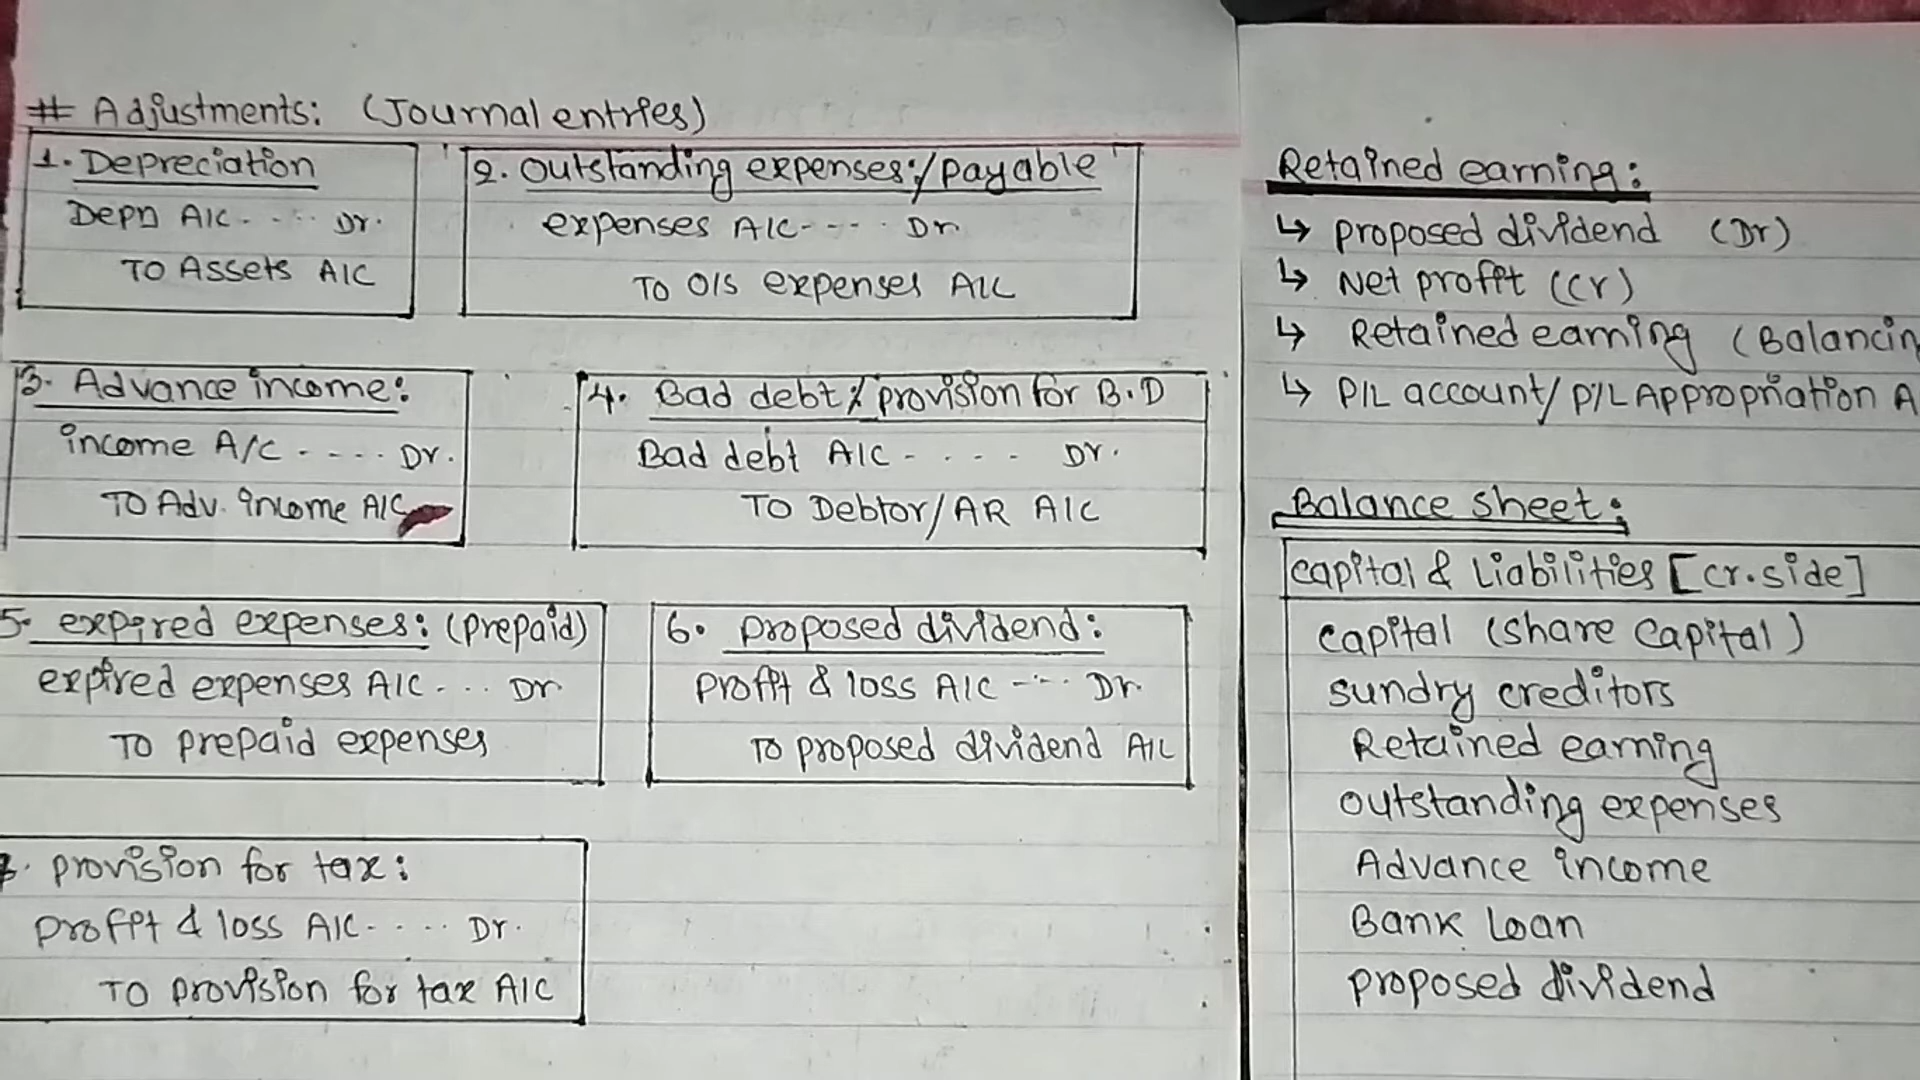 # Adjustments: (Journal entries)
1. Depreciation
Depn A/C . . . . . Dr.
TO Assets A/C
2. outstanding expenses:/payable
expenses A/C- - - . Dr.
TO O/S expenses A/C
3. Advance income:
income A/C . - - . . Dr.
TO Adv. income A/C
4. Bad debt % provision for B.D
Bad debt A/C - . . - Dr.
TO Debtor/AR A/C
5. expired expenses: (prepaid)
expired expenses A/C . . . Dr
TO prepaid expenses
6. proposed dividend:
profit & loss A/C - - . . Dr.
TO proposed dividend A/C
provision for tax:
profit & loss A/C . . . . Dr.
TO provision for tax A/C
Retained earning:
↳ proposed dividend (Dr)
↳ Net profit (Cr)
↳ Retained earning (Balancin
↳ P/L account/ P/L Appropriation A
Balance sheet:
capital & Liabilities [cr.side]
capital (share capital)
sundry creditors
Retained earning
outstanding expenses
Advance income
Bank Loan
proposed dividend